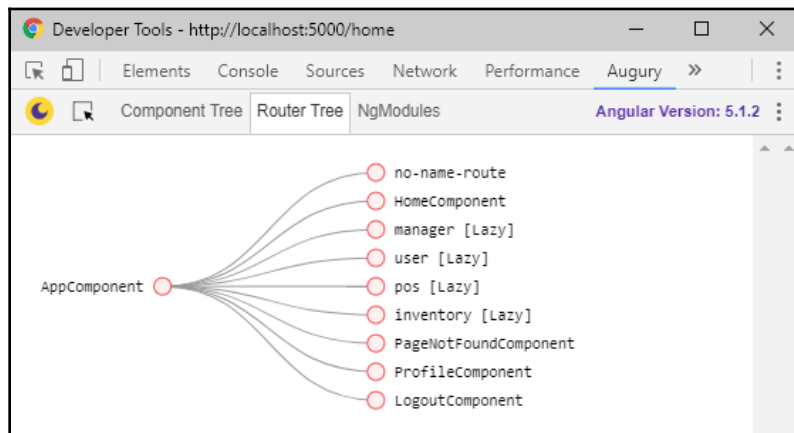 Developer Tools - http://localhost:5000/home
Elements Console Sources Network Performance Augury »
Component Tree Router Tree NgModules Angular Version: 5.1.2
no-name-route
HomeComponent
manager [Lazy]
user [Lazy]
AppComponent pos [Lazy]
inventory [Lazy]
PageNotFoundComponent
ProfileComponent
LogoutComponent